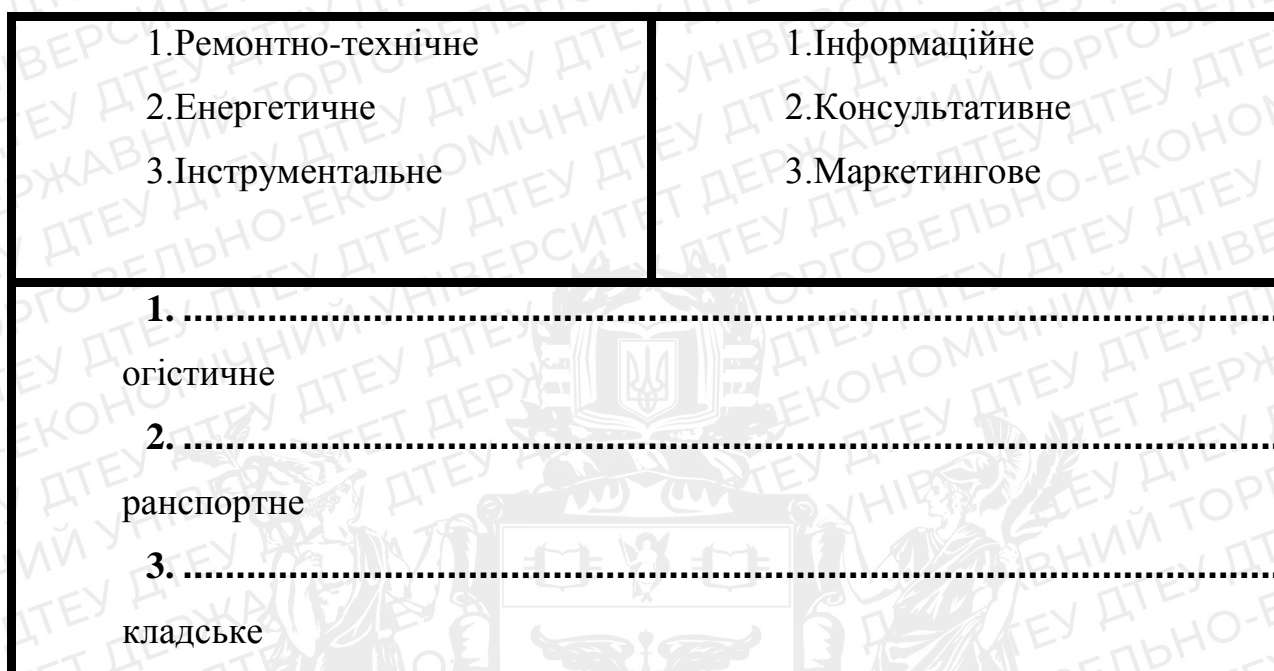 1.Ремонтно-технічне
2.Енергетичне
3.Інструментальне
1.Інформаційне
2.Консультативне
3.Маркетингове
1. ................................................................................
огістичне
2. ................................................................................
ранспортне
3. ................................................................................
кладське